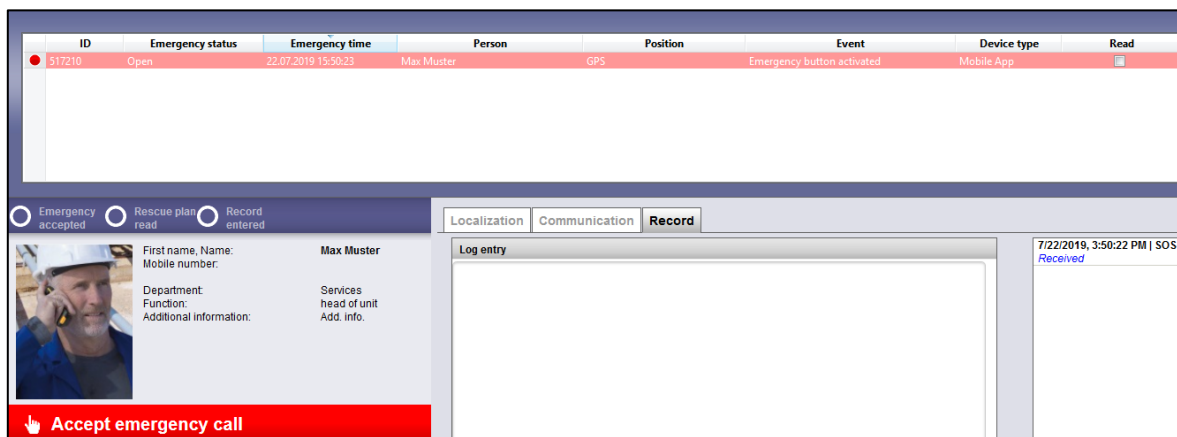 ID Emergency status Emergency time Person Position Event Device type Read
517210 Open 22.07.2019 15:50:23 Max Muster GPS Emergency button activated Mobile App
Emergency accepted
Rescue plan read
Record entered
First name, Name: Max Muster
Mobile number:
Department: Services
Function: head of unit
Additional information: Add. info.
Accept emergency call
Localization Communication Record
Log entry
7/22/2019, 3:50:22 PM | SOS
Received